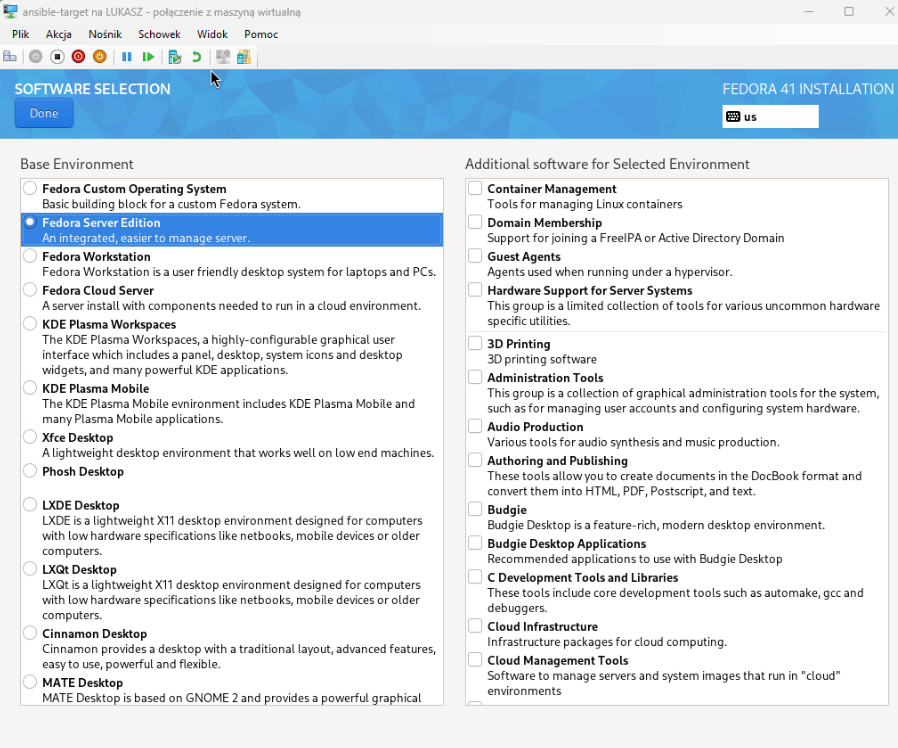 ansible-target na LUKASZ - połączenie z maszyną wirtualną
Plik Akcja Nośnik Schowek Widok Pomoc
SOFTWARE SELECTION
FEDORA 41 INSTALLATION
Done
us
Base Environment
Fedora Custom Operating System
Basic building block for a custom Fedora system.
Fedora Server Edition
An integrated, easier to manage server.
Fedora Workstation
Fedora Workstation is a user friendly desktop system for laptops and PCs.
Fedora Cloud Server
A server install with components needed to run in a cloud environment.
KDE Plasma Workspaces
The KDE Plasma Workspaces, a highly-configurable graphical user
interface which includes a panel, desktop, system icons and desktop
widgets, and many powerful KDE applications.
KDE Plasma Mobile
The KDE Plasma Mobile evnironment includes KDE Plasma Mobile and
many Plasma Mobile applications.
Xfce Desktop
A lightweight desktop environment that works well on low end machines.
Phosh Desktop
LXDE Desktop
LXDE is a lightweight X11 desktop environment designed for computers
with low hardware specifications like netbooks, mobile devices or older
computers.
LXQt Desktop
LXQt is a lightweight X11 desktop environment designed for computers
with low hardware specifications like netbooks, mobile devices or older
computers.
Cinnamon Desktop
Cinnamon provides a desktop with a traditional layout, advanced features,
easy to use, powerful and flexible.
MATE Desktop
MATE Desktop is based on GNOME 2 and provides a powerful graphical
Additional software for Selected Environment
Container Management
Tools for managing Linux containers
Domain Membership
Support for joining a FreeIPA or Active Directory Domain
Guest Agents
Agents used when running under a hypervisor.
Hardware Support for Server Systems
This group is a limited collection of tools for various uncommon hardware
specific utilities.
3D Printing
3D printing software
Administration Tools
This group is a collection of graphical administration tools for the system,
such as for managing user accounts and configuring system hardware.
Audio Production
Various tools for audio synthesis and music production.
Authoring and Publishing
These tools allow you to create documents in the DocBook format and
convert them into HTML, PDF, Postscript, and text.
Budgie
Budgie Desktop is a feature-rich, modern desktop environment.
Budgie Desktop Applications
Recommended applications to use with Budgie Desktop
C Development Tools and Libraries
These tools include core development tools such as automake, gcc and
debuggers.
Cloud Infrastructure
Infrastructure packages for cloud computing.
Cloud Management Tools
Software to manage servers and system images that run in "cloud"
environments